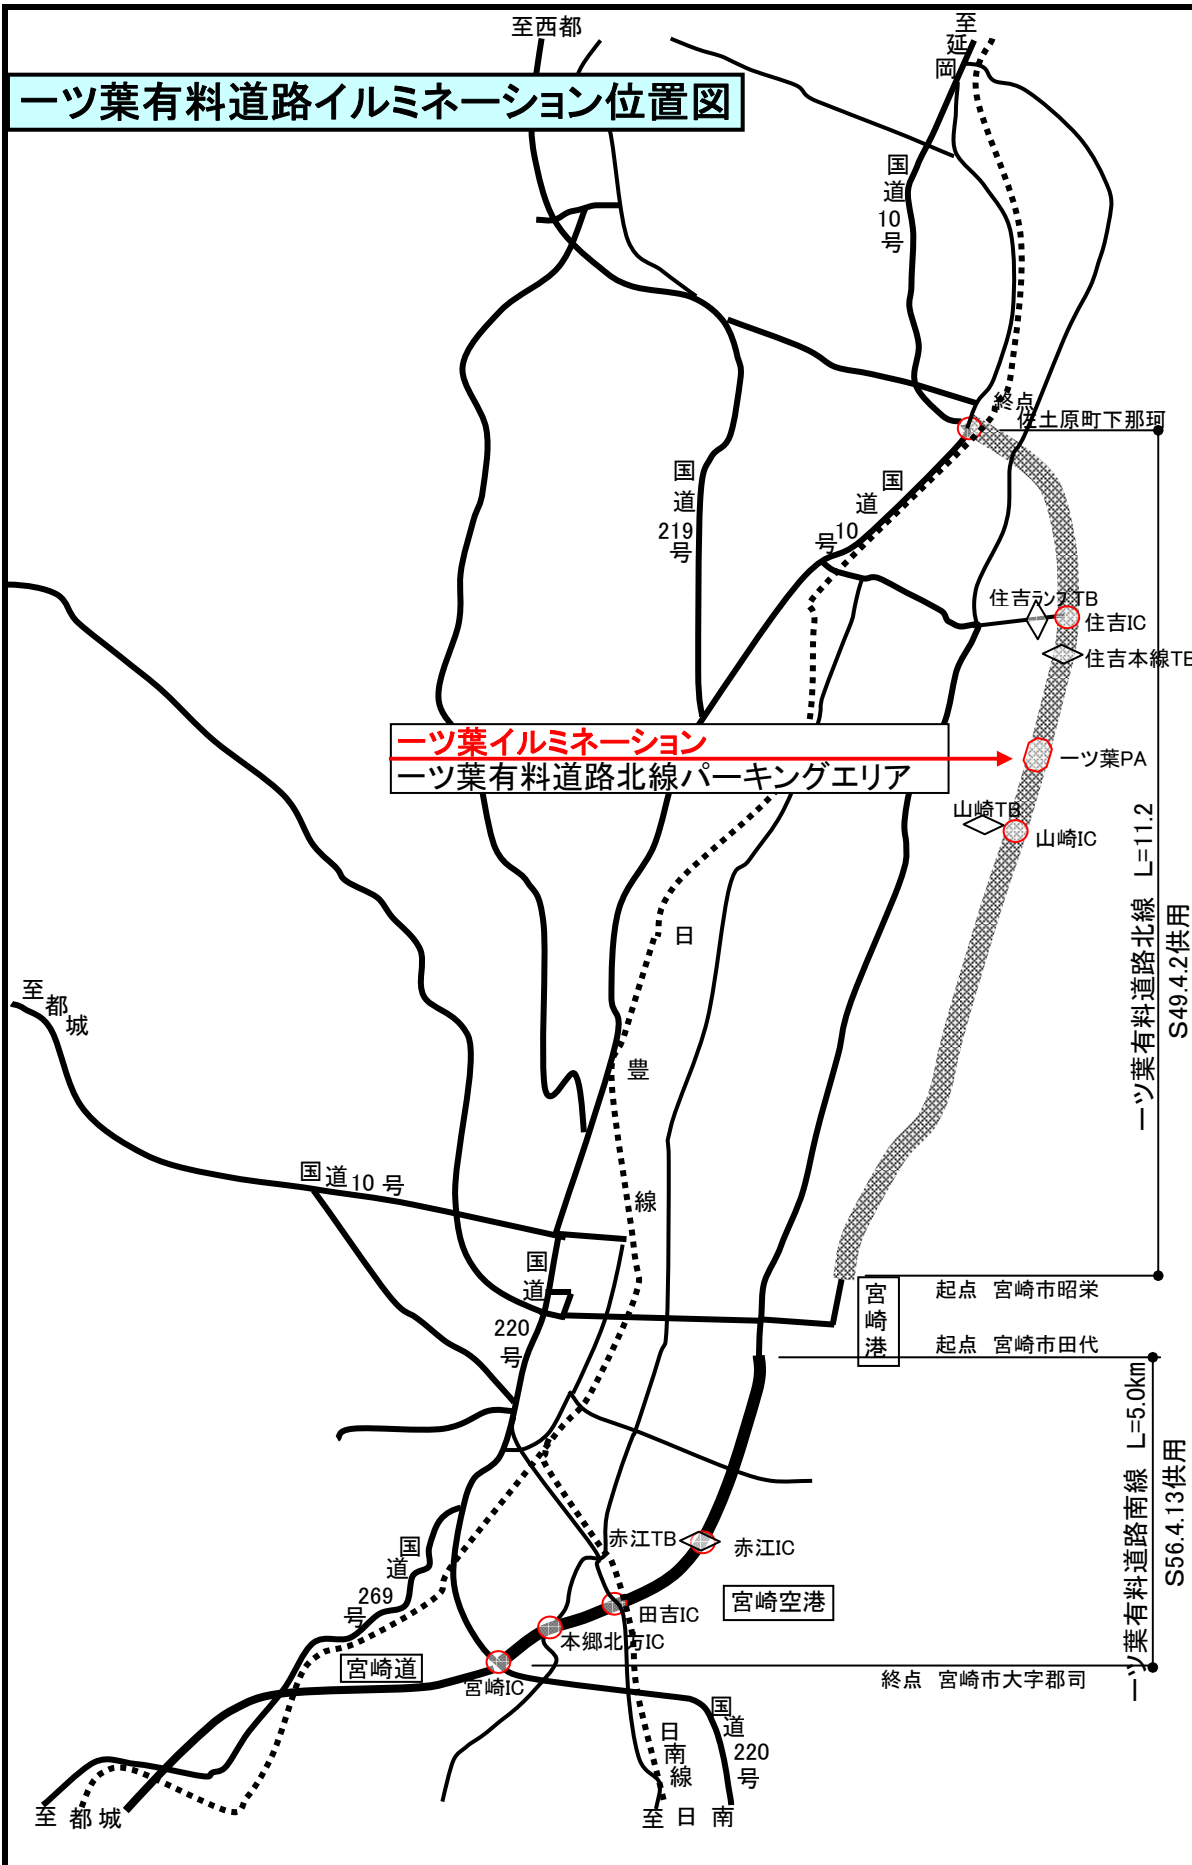 至西都
至延岡
一ツ葉有料道路イルミネーション位置図
国道10号
終点
佐土原町下那珂
国道219号
国道10号
住吉ランプTB
住吉IC
住吉本線TB
一ツ葉イルミネーション
一ツ葉有料道路北線パーキングエリア
一ツ葉PA
山崎TB
山崎IC
一ツ葉有料道路北線 L=11.2
S49.4.2供用
日豊線
至都城
国道10号
国道220号
宮崎港
起点 宮崎市昭栄
起点 宮崎市田代
一ツ葉有料道路南線 L=5.0km
S56.4.13供用
赤江TB
赤江IC
国道269号
宮崎空港
田吉IC
本郷北方IC
宮崎道
宮崎IC
終点 宮崎市大字郡司
国道220号
日南線
至都城
至日南